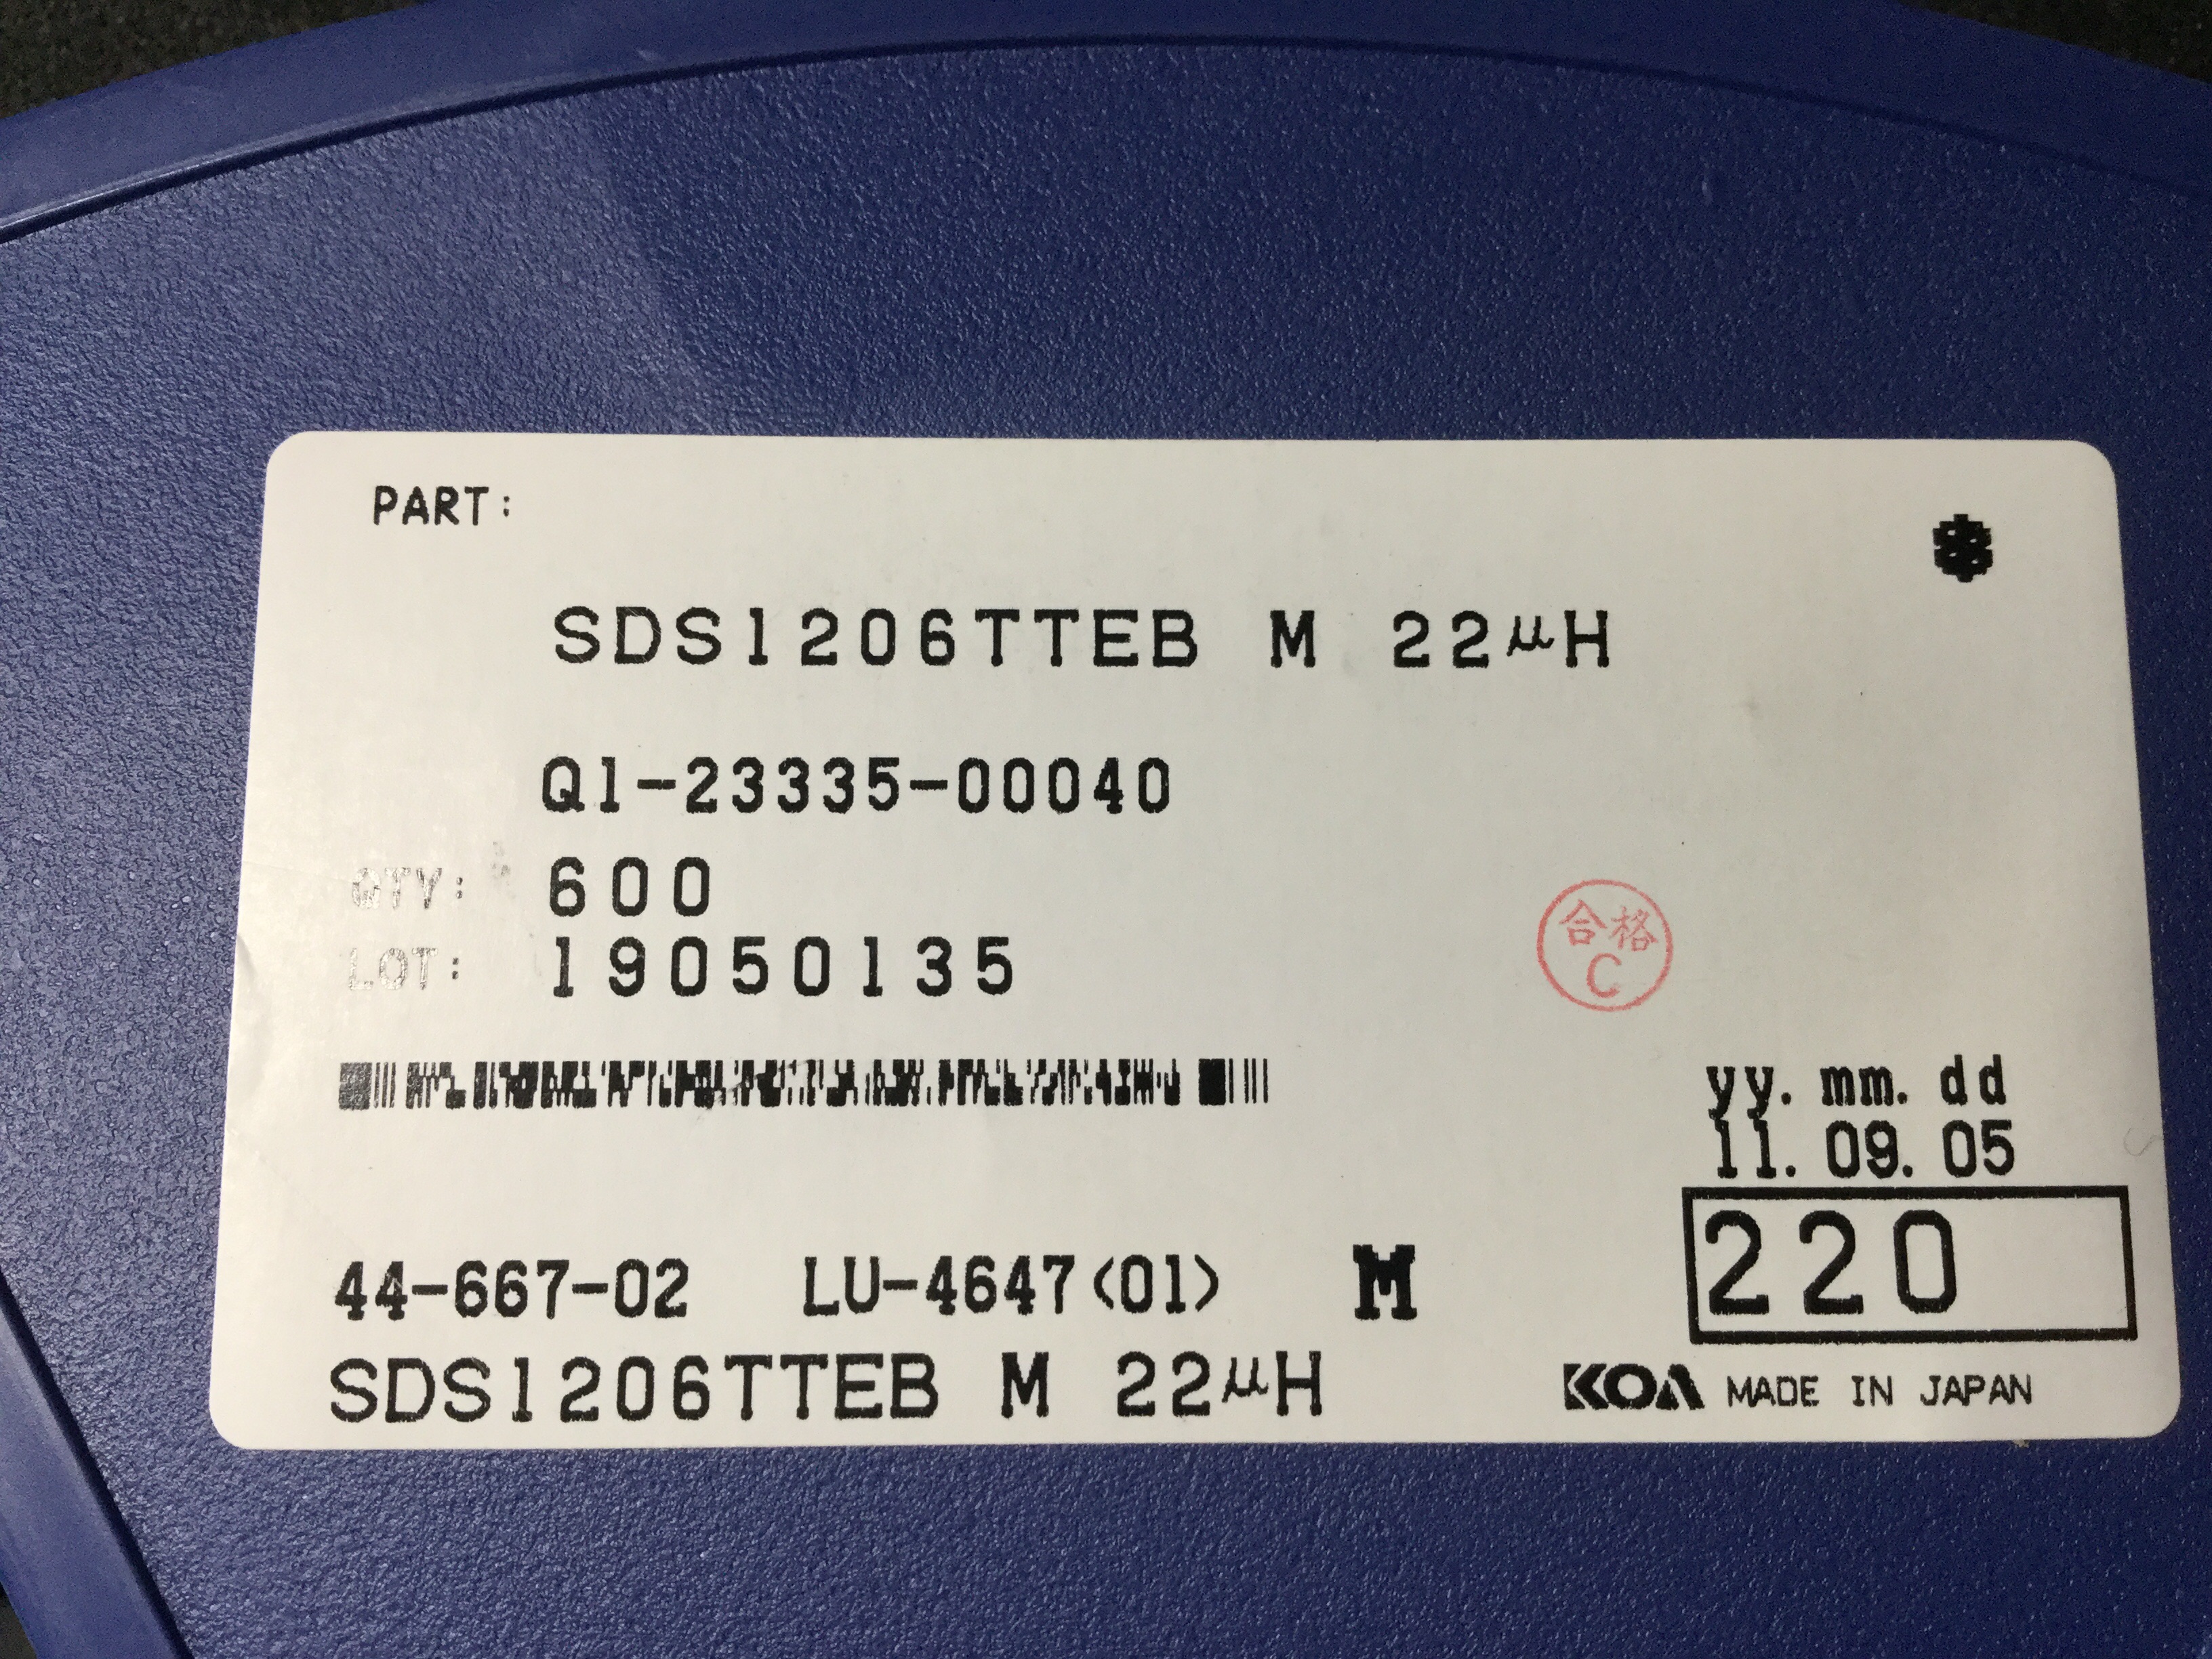 PART:
SDS1206TTEB M 22μH
Q1-23335-00040
QTY: 600
LOT: 19050135
合格
C
yy. mm. dd
11. 09. 05
220
44-667-02 LU-4647<01> M
SDS1206TTEB M 22μH
KOA MADE IN JAPAN